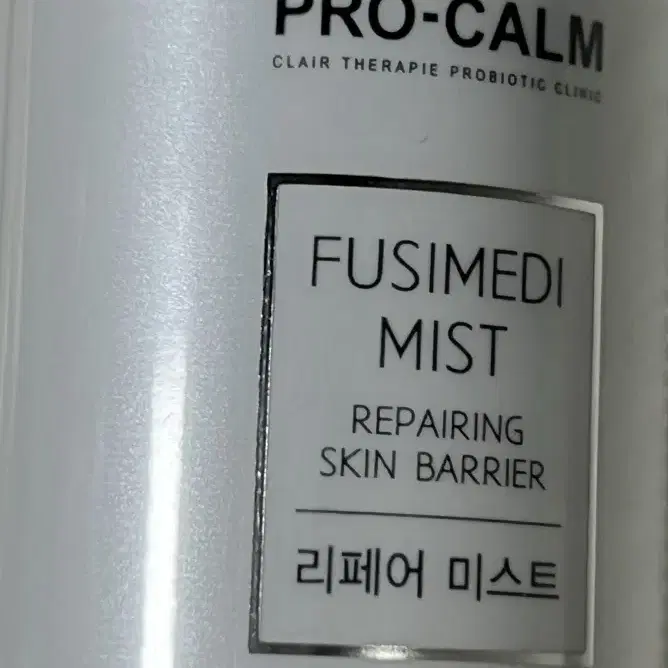 PRO-CALM
CLAIR THERAPIE PROBIOTIC CLINIC
FUSIMEDI
MIST
REPAIRING
SKIN BARRIER
리페어 미스트